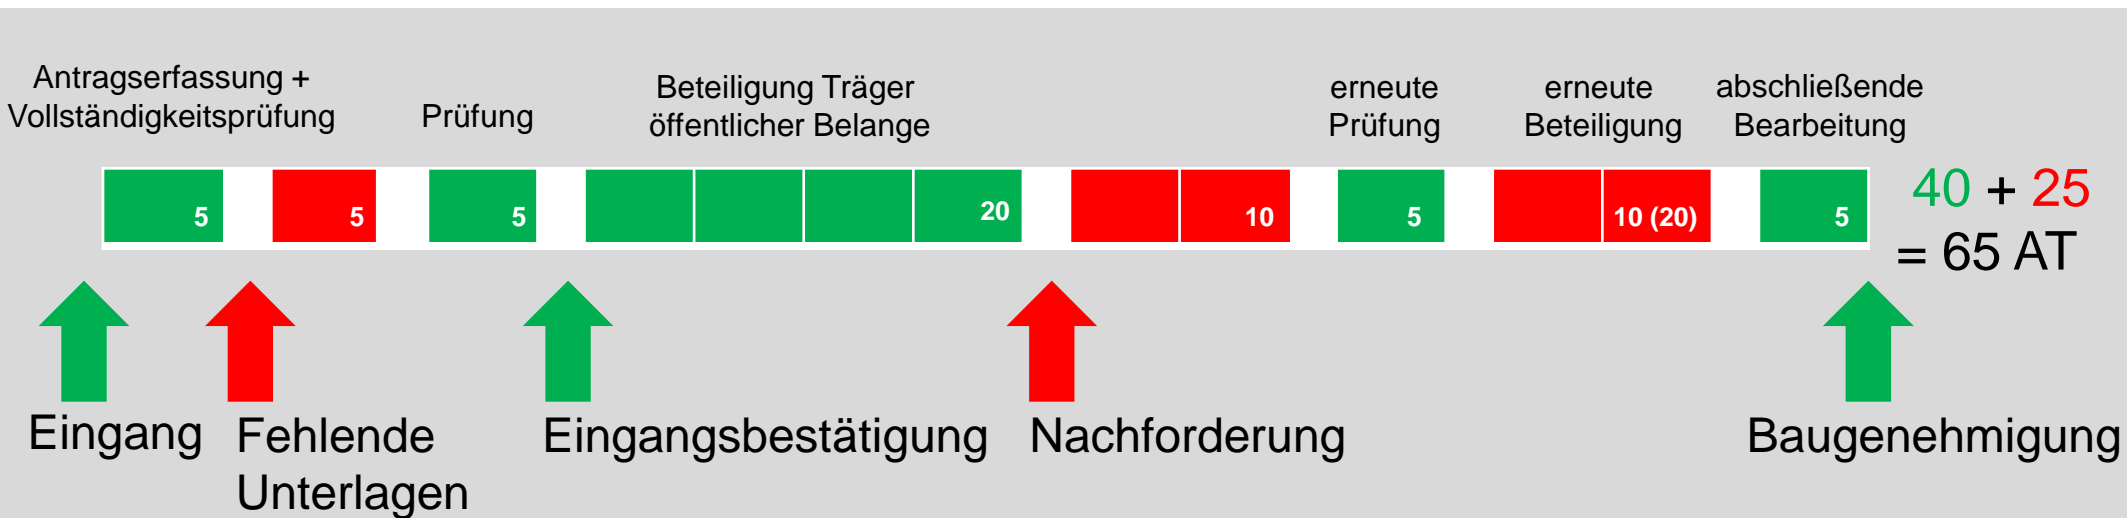 Antragserfassung +
Vollständigkeitsprüfung
Prüfung
Beteiligung Träger
öffentlicher Belange
erneute
Prüfung
erneute
Beteiligung
abschließende
Bearbeitung
5
5
5
20
10
5
10 (20)
5
40 + 25
= 65 AT
Eingang
Fehlende
Unterlagen
Eingangsbestätigung
Nachforderung
Baugenehmigung